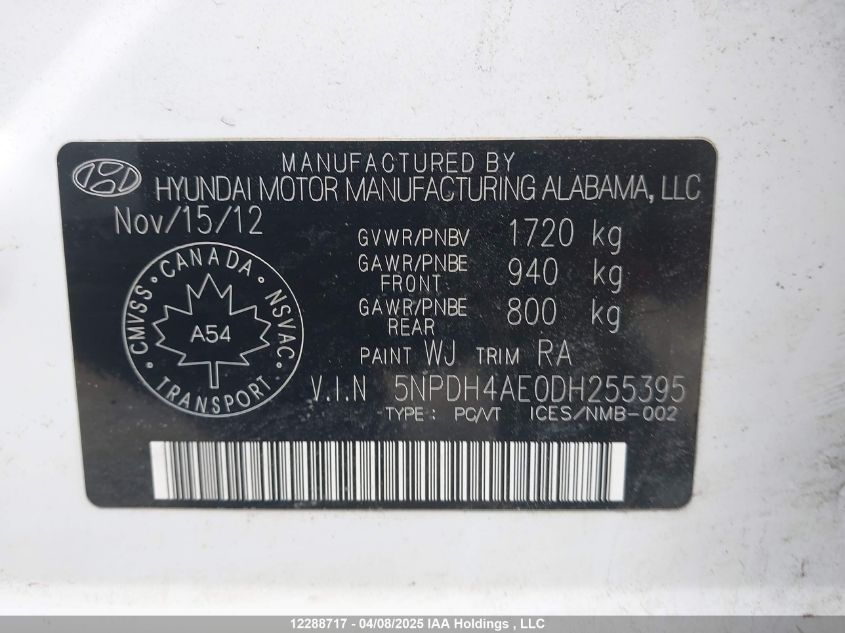 MANUFACTURED BY
HYUNDAI MOTOR MANUFACTURING ALABAMA, LLC
Nov/15/12
GVWR/PNBV 1720 kg
GAWR/PNBE FRONT 940 kg
GAWR/PNBE REAR 800 kg
PAINT WJ TRIM RA
V.I.N 5NPDH4AE0DH255395
TYPE : PC/VT ICES/NMB-002
CANADA
CMVSS NSVAC
A54
TRANSPORT
12288717 - 04/08/2025 IAA Holdings , LLC